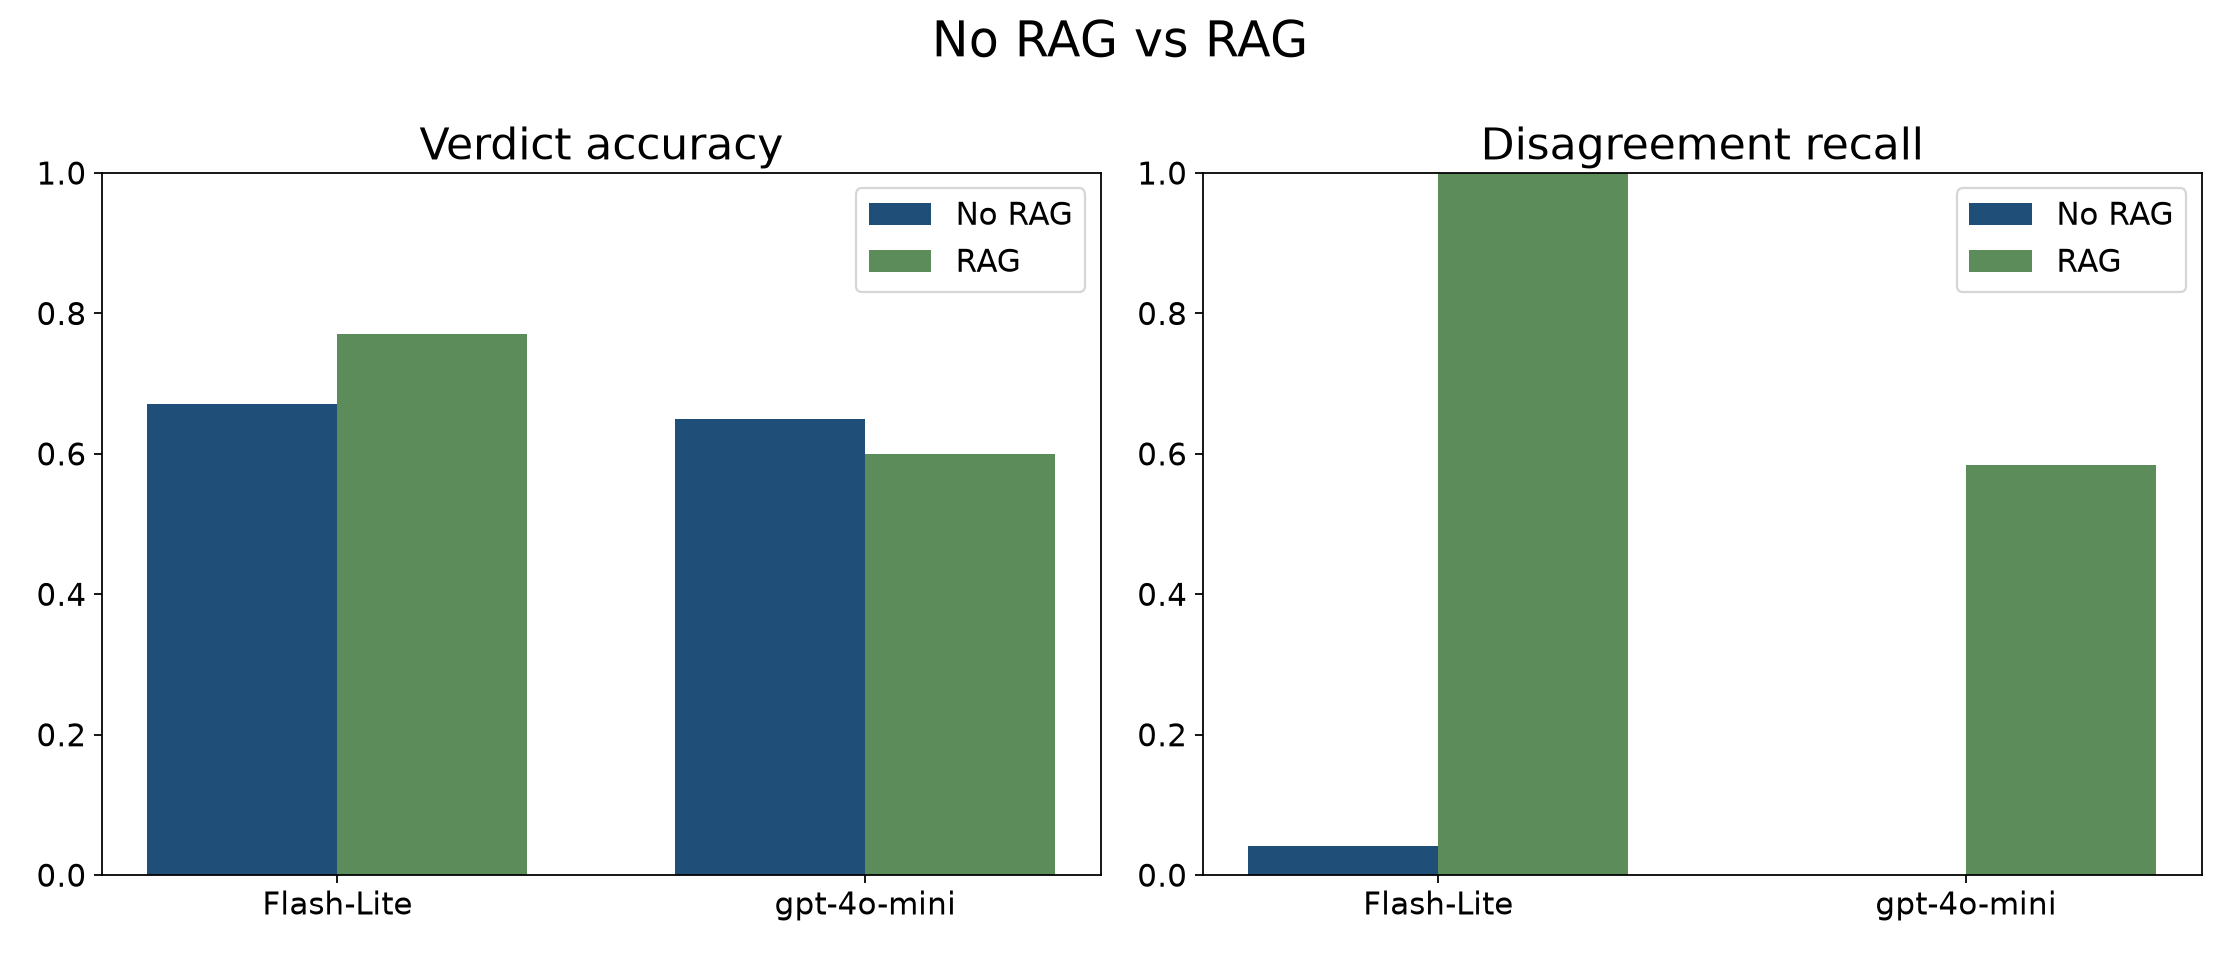 No RAG vs RAG
Verdict accuracy
1.0
0.8
0.6
0.4
0.2
0.0
No RAG
RAG
Flash-Lite
gpt-4o-mini
Disagreement recall
1.0
0.8
0.6
0.4
0.2
0.0
No RAG
RAG
Flash-Lite
gpt-4o-mini